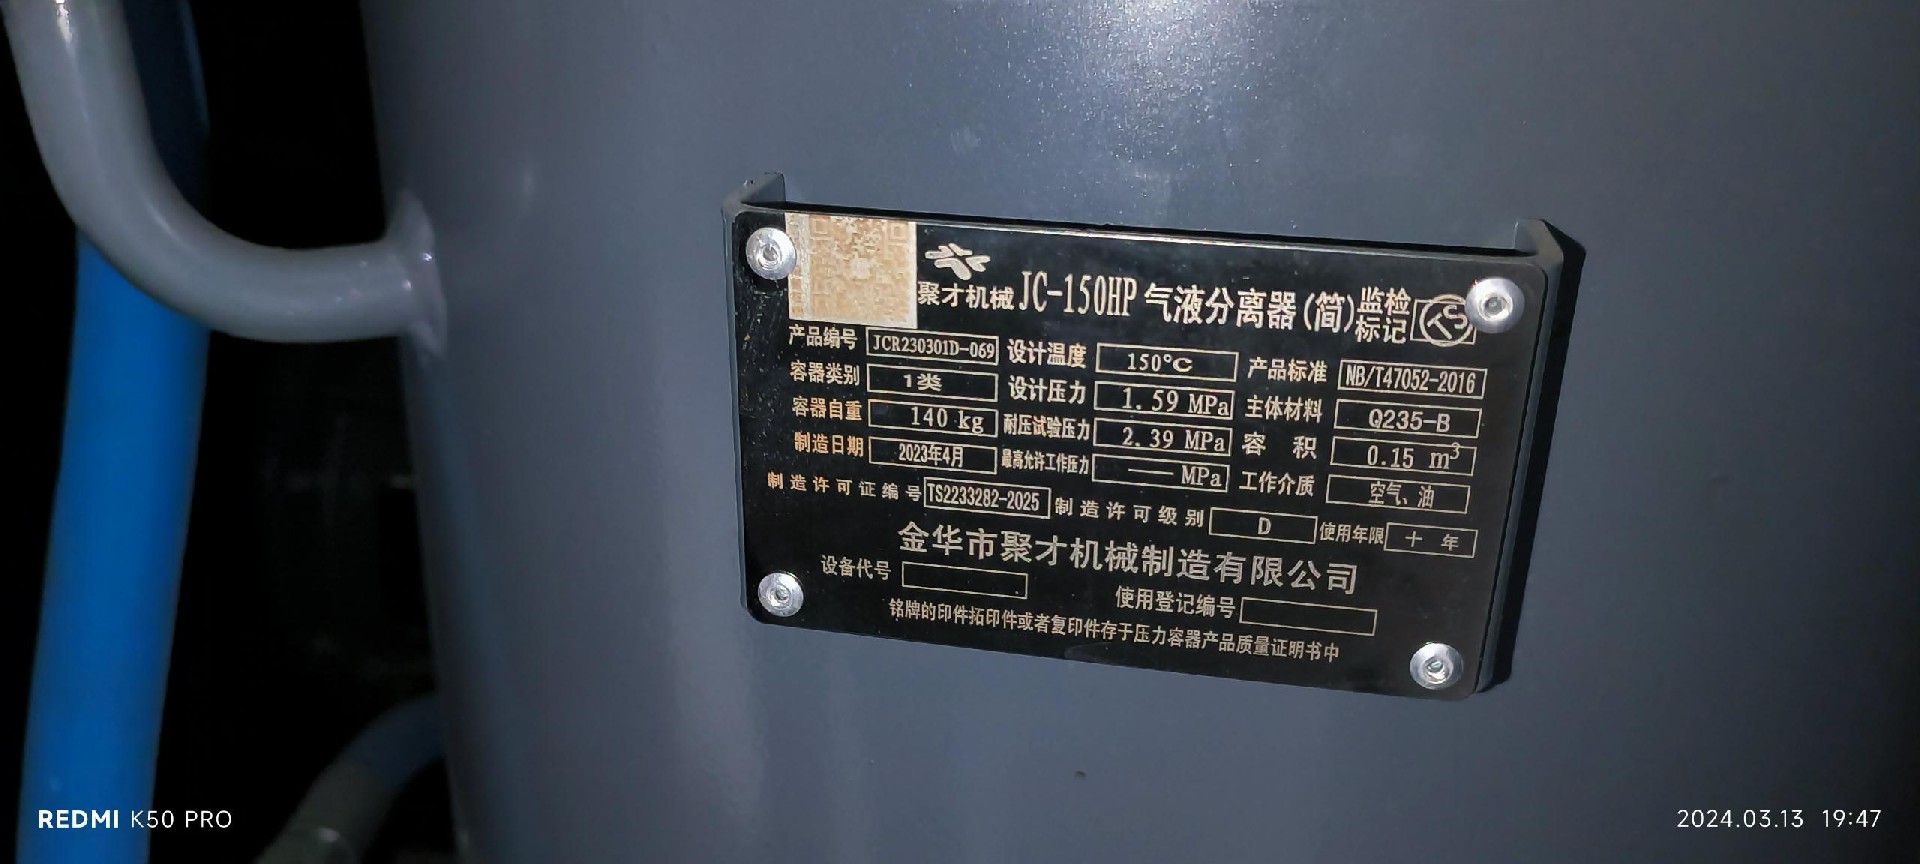 聚才机械 JC-150HP 气液分离器(简) 监检标记 TS
产品编号 JCR230301D-069 设计温度 150℃ 产品标准 NB/T47052-2016
容器类别 1类 设计压力 1.59 MPa 主体材料 Q235-B
容器自重 140 kg 耐压试验压力 2.39 MPa 容 积 0.15 m³
制造日期 2023年4月 最高允许工作压力 — MPa 工作介质 空气、油
制造许可证编号 TS2233282-2025 制造许可级别 D 使用年限 十年
金华市聚才机械制造有限公司
设备代号 使用登记编号
铭牌的印件拓印件或者复印件存于压力容器产品质量证明书中
REDMI K50 PRO
2024.03.13 19:47